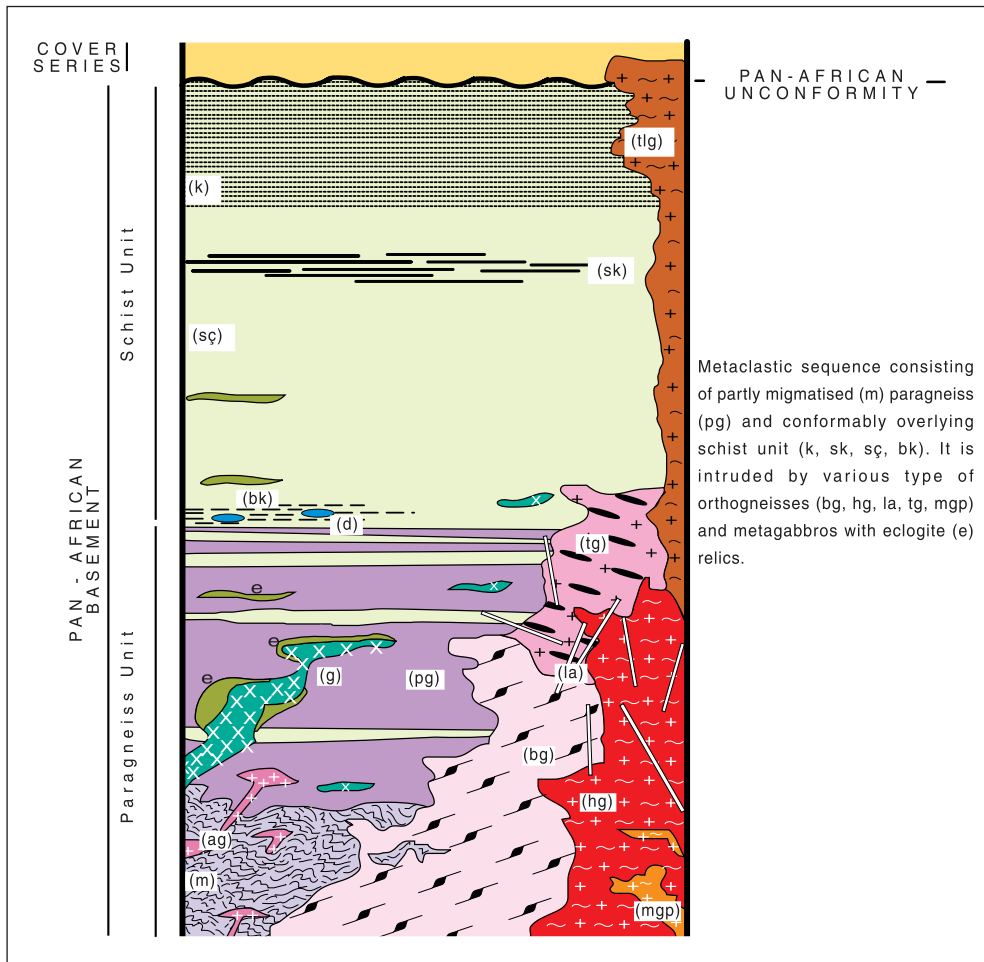 COVER
SERIES
PAN-AFRICAN
UNCONFORMITY
(tlg)
(k)
(sk)
Schist Unit
(sç)
Metaclastic sequence consisting
of partly migmatised (m) paragneiss
(pg) and conformably overlying
schist unit (k, sk, sç, bk). It is
intruded by various type of
orthogneisses (bg, hg, la, tg, mgp)
and metagabbros with eclogite (e)
relics.
(bk)
(d)
(tg)
PAN - AFRICAN
BASEMENT
e
e
e
(g)
(pg)
(la)
(bg)
Paragneiss Unit
(hg)
(ag)
(m)
(mgp)